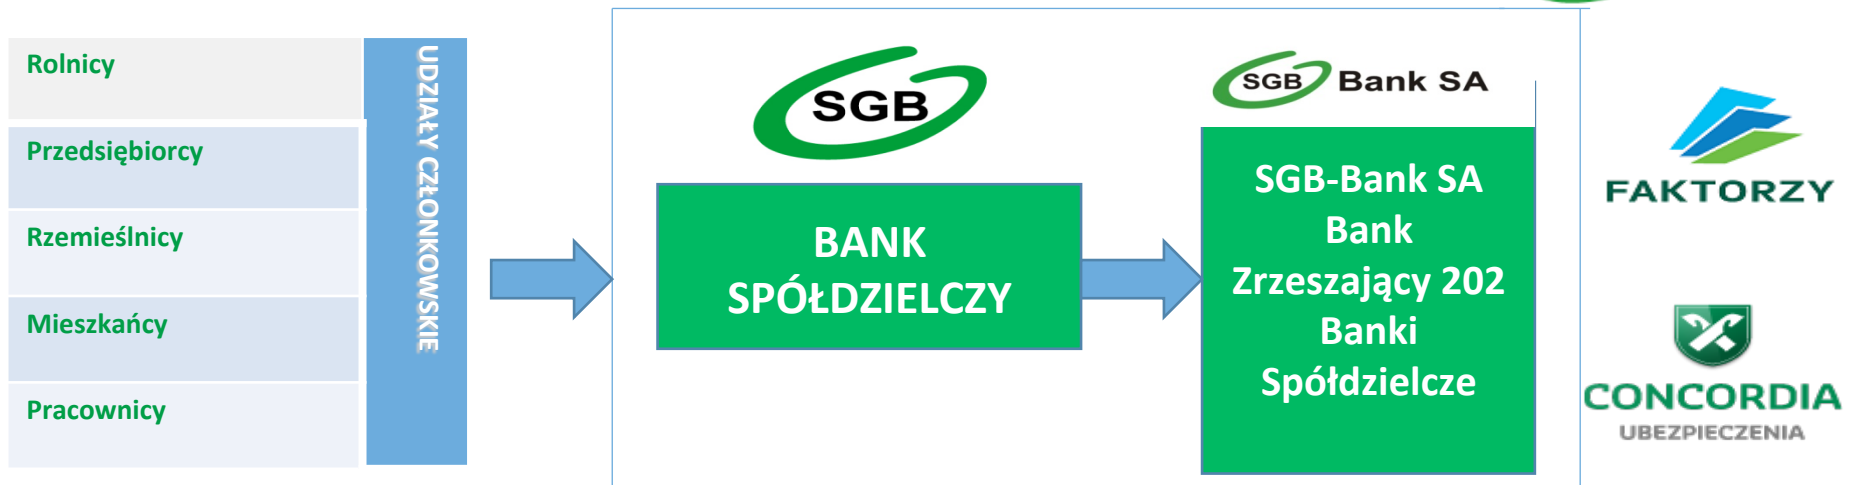 Rolnicy
Przedsiębiorcy
Rzemieślnicy
Mieszkańcy
Pracownicy
UDZIAŁY CZŁONKOWSKIE
SGB
BANK
SPÓŁDZIELCZY
SGB Bank SA
SGB-Bank SA
Bank
Zrzeszający 202
Banki
Spółdzielcze
FAKTORZY
CONCORDIA
UBEZPIECZENIA